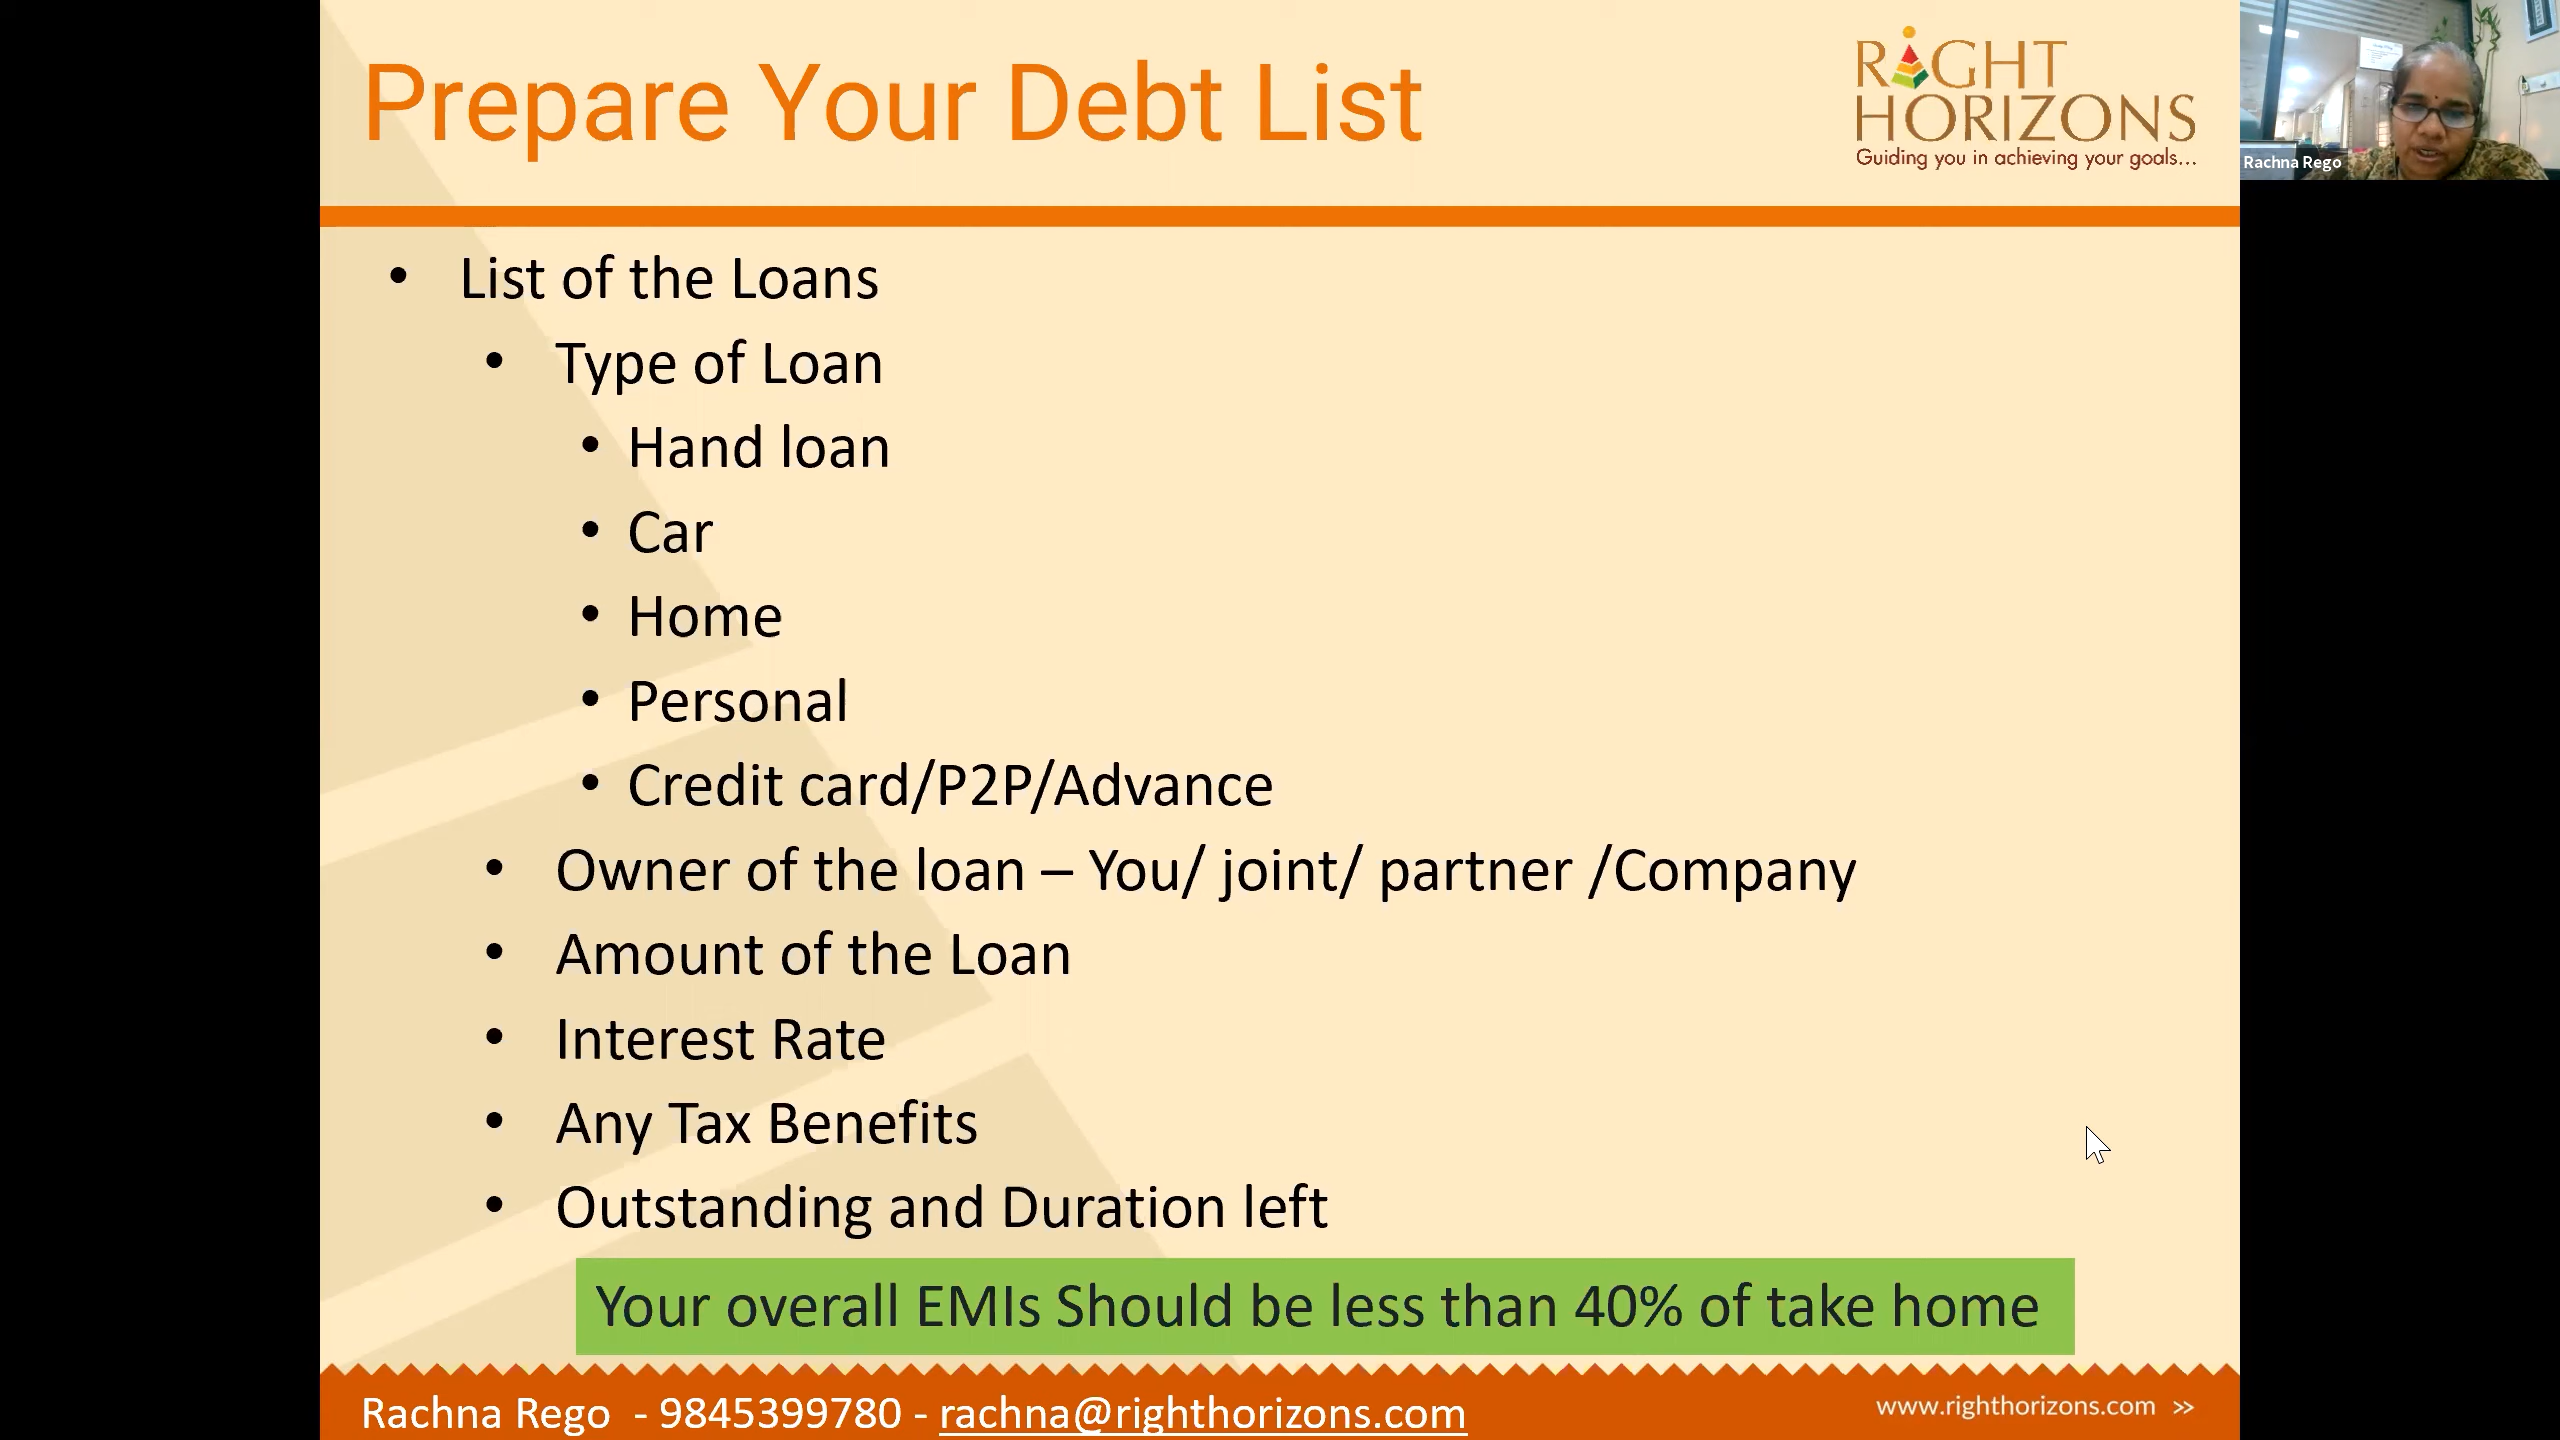 Prepare Your Debt List
RIGHT
HORIZONS
Guiding you in achieving your goals...
Rachna Rego
• List of the Loans
• Type of Loan
• Hand loan
• Car
• Home
• Personal
• Credit card/P2P/Advance
• Owner of the loan – You/ joint/ partner /Company
• Amount of the Loan
• Interest Rate
• Any Tax Benefits
• Outstanding and Duration left
Your overall EMIs Should be less than 40% of take home
Rachna Rego - 9845399780 - rachna@righthorizons.com
www.righthorizons.com >>